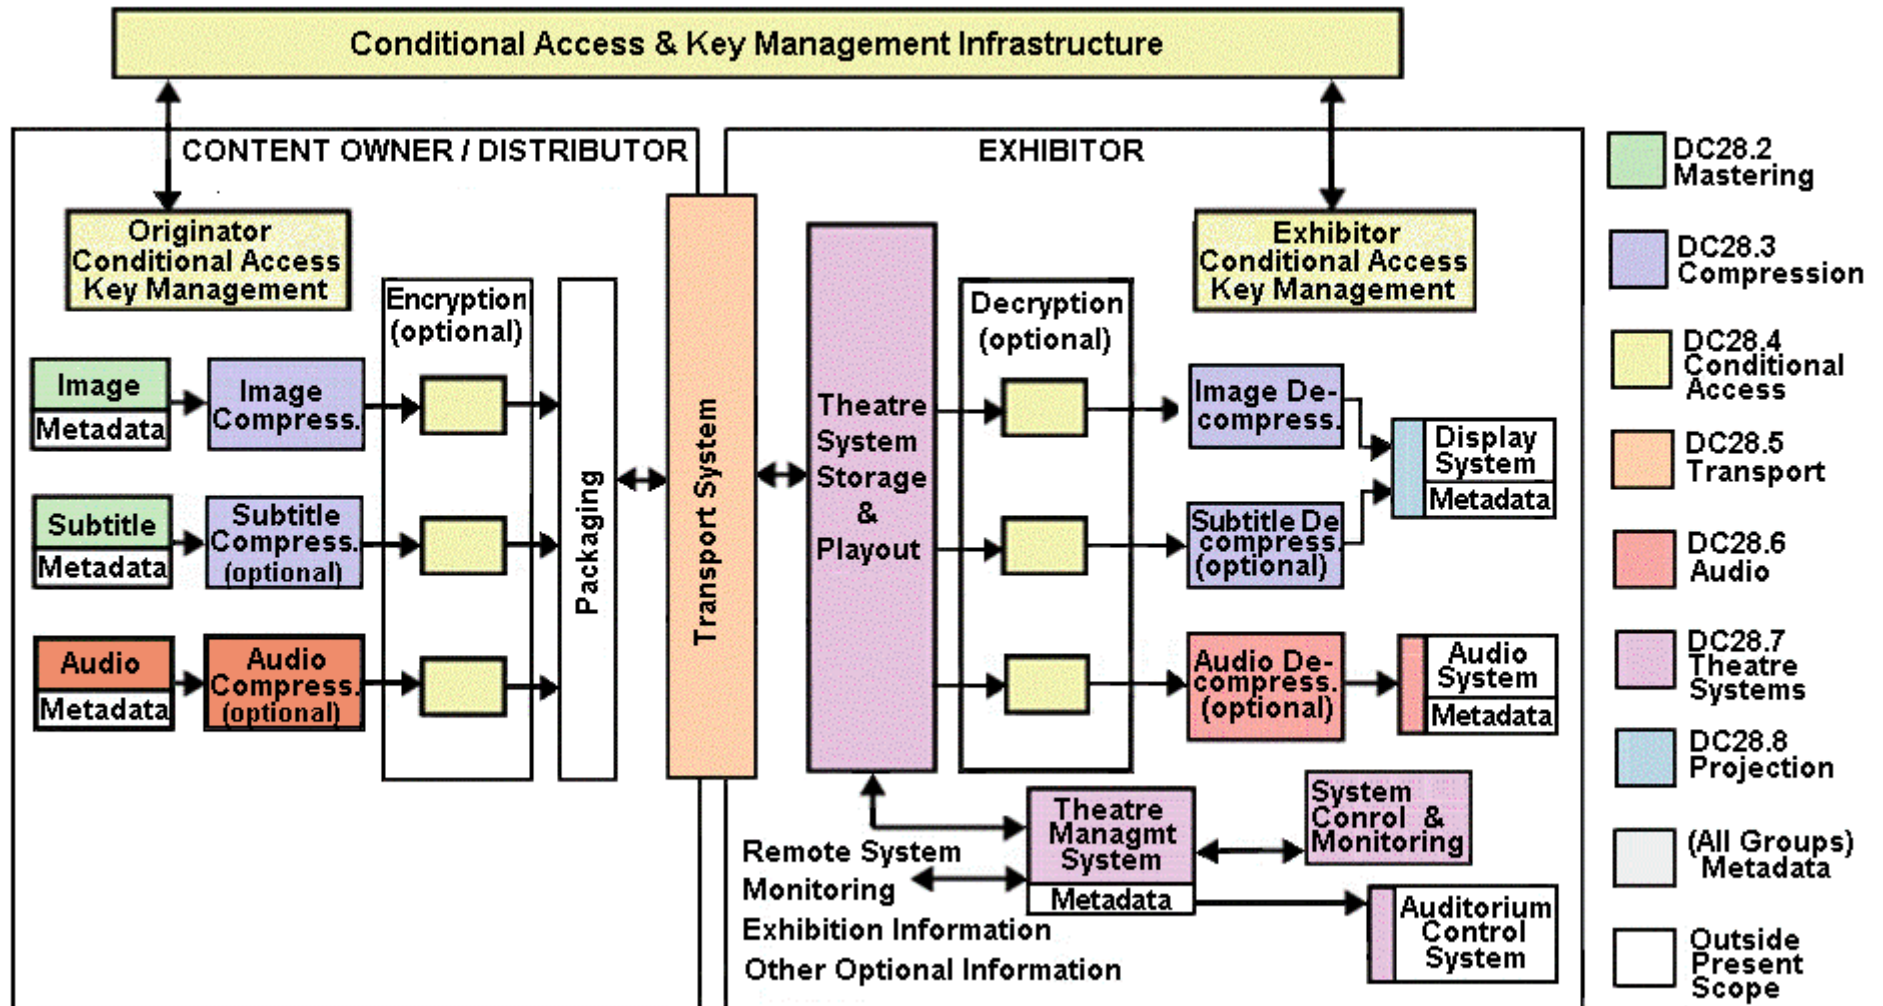 Conditional Access & Key Management Infrastructure
CONTENT OWNER / DISTRIBUTOR
EXHIBITOR
Originator
Conditional Access
Key Management
Encryption
(optional)
Image
Metadata
Image
Compress.
Subtitle
Metadata
Subtitle
Compress.
(optional)
Audio
Metadata
Audio
Compress.
(optional)
Packaging
Transport System
Theatre
System
Storage
&
Playout
Decryption
(optional)
Exhibitor
Conditional Access
Key Management
Image De-
compress.
Subtitle De
compress.
(optional)
Audio De-
compress.
(optional)
Display
System
Metadata
Audio
System
Metadata
Theatre
Managmt
System
Metadata
System
Conrol &
Monitoring
Auditorium
Control
System
Remote System
Monitoring
Exhibition Information
Other Optional Information
DC28.2
Mastering
DC28.3
Compression
DC28.4
Conditional
Access
DC28.5
Transport
DC28.6
Audio
DC28.7
Theatre
Systems
DC28.8
Projection
(All Groups)
Metadata
Outside
Present
Scope